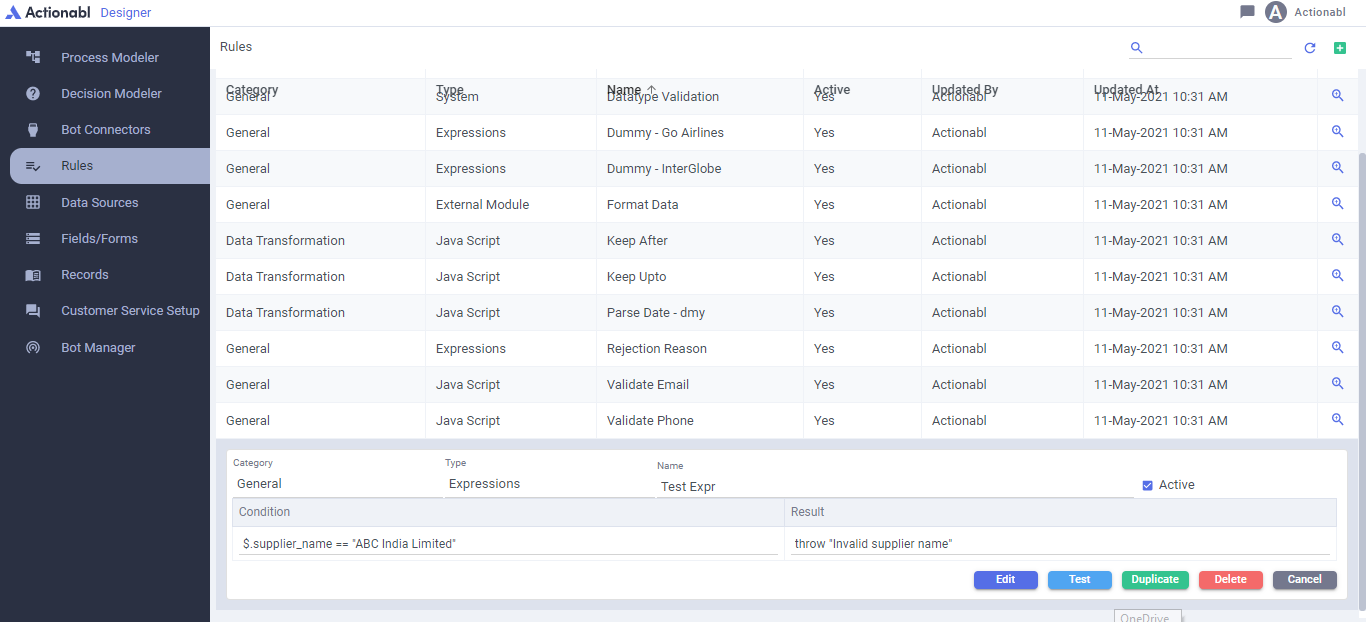 Actionabl Designer
Actionabl
Process Modeler
Decision Modeler
Bot Connectors
Rules
Data Sources
Fields/Forms
Records
Customer Service Setup
Bot Manager
Rules
Category Type Name Active Updated By Updated At
General System Datatype Validation Yes Actionabl 11-May-2021 10:31 AM
General Expressions Dummy - Go Airlines Yes Actionabl 11-May-2021 10:31 AM
General Expressions Dummy - InterGlobe Yes Actionabl 11-May-2021 10:31 AM
General External Module Format Data Yes Actionabl 11-May-2021 10:31 AM
Data Transformation Java Script Keep After Yes Actionabl 11-May-2021 10:31 AM
Data Transformation Java Script Keep Upto Yes Actionabl 11-May-2021 10:31 AM
Data Transformation Java Script Parse Date - dmy Yes Actionabl 11-May-2021 10:31 AM
General Expressions Rejection Reason Yes Actionabl 11-May-2021 10:31 AM
General Java Script Validate Email Yes Actionabl 11-May-2021 10:31 AM
General Java Script Validate Phone Yes Actionabl 11-May-2021 10:31 AM
Category Type Name
General Expressions Test Expr Active
Condition Result
$.supplier_name == "ABC India Limited" throw "Invalid supplier name"
Edit Test Duplicate Delete Cancel
OneDrive